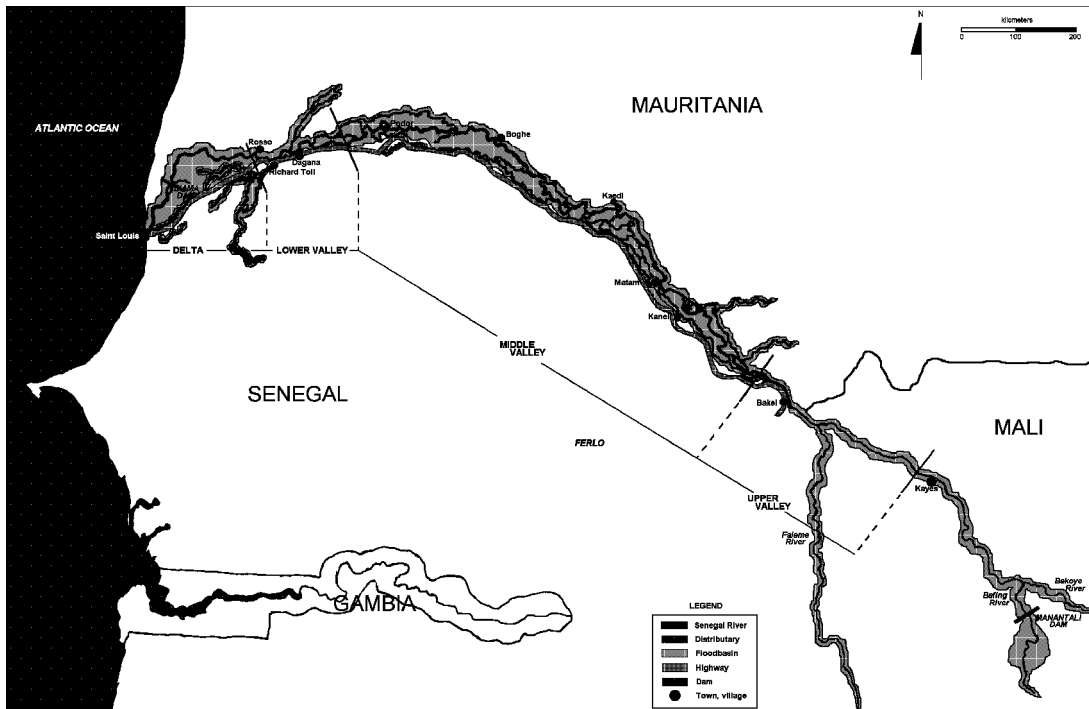 N
kilometers
0 100 200
MAURITANIA
ATLANTIC OCEAN
Podor
Boghe
Rosso
Dagana
Richard Toll
Kaedi
Saint Louis
DELTA
LOWER VALLEY
Matam
Kanel
MIDDLE
VALLEY
SENEGAL
Bakel
MALI
FERLO
Kayes
UPPER
VALLEY
Faleme
River
Bakoye
River
Bafing
River
MANANTALI
DAM
GAMBIA
LEGEND
Senegal River
Distributary
Floodbasin
Highway
Dam
Town, village